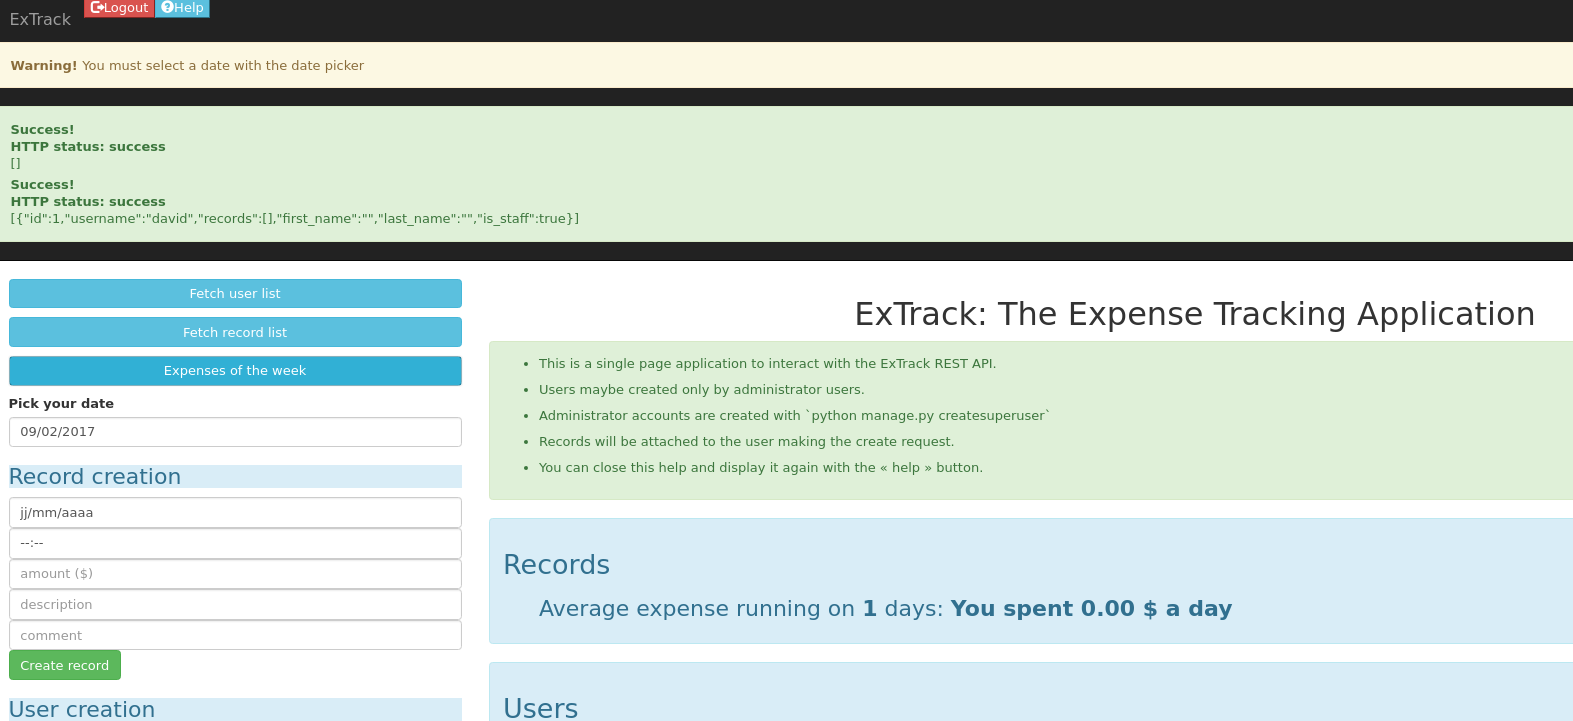 ExTrack
Logout
Help
Warning! You must select a date with the date picker
Success!
HTTP status: success
[]
Success!
HTTP status: success
[{"id":1,"username":"david","records":[],"first_name":"","last_name":"","is_staff":true}]
Fetch user list
Fetch record list
Expenses of the week
Pick your date
09/02/2017
Record creation
jj/mm/aaaa
--:--
amount ($)
description
comment
Create record
User creation
ExTrack: The Expense Tracking Application
• This is a single page application to interact with the ExTrack REST API.
• Users maybe created only by administrator users.
• Administrator accounts are created with `python manage.py createsuperuser`
• Records will be attached to the user making the create request.
• You can close this help and display it again with the « help » button.
Records
Average expense running on 1 days: You spent 0.00 $ a day
Users